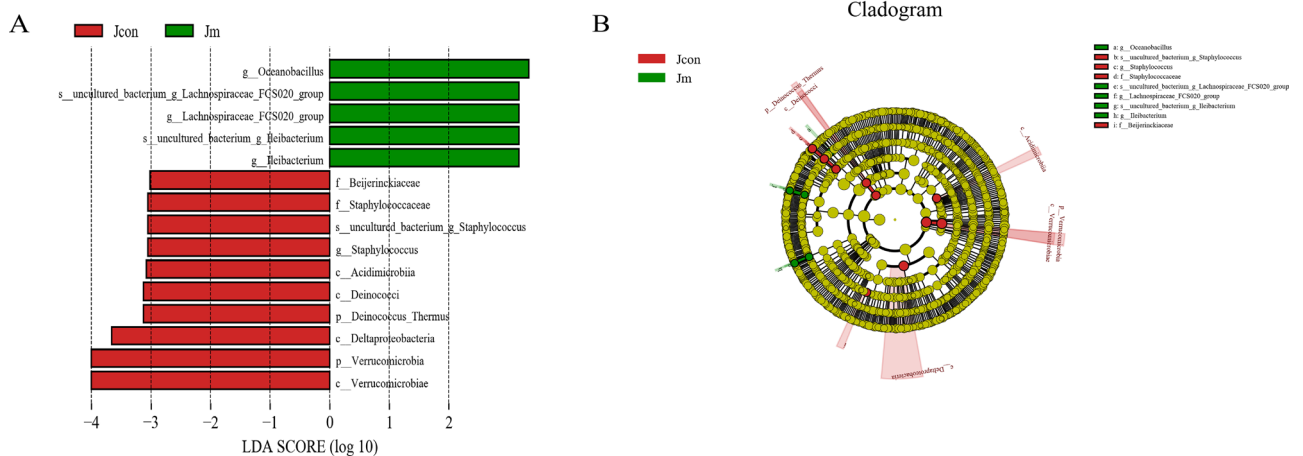 A
Jcon
Jm
g__Oceanobacillus
s__uncultured_bacterium_g_Lachnospiraceae_FCS020_group
g__Lachnospiraceae_FCS020_group
s__uncultured_bacterium_g_Ileibacterium
g__Ileibacterium
f__Beijerinckiaceae
f__Staphylococcaceae
s__uncultured_bacterium_g_Staphylococcus
g__Staphylococcus
c__Acidimicrobiia
c__Deinococci
p__Deinococcus_Thermus
c__Deltaproteobacteria
p__Verrucomicrobia
c__Verrucomicrobiae
−4 −3 −2 −1 0 1 2
LDA SCORE (log 10)
B
Cladogram
Jcon
Jm
p__Deinococcus_Thermus
c__Deinococci
c__Acidimicrobiia
p__Verrucomicrobia
c__Verrucomicrobiae
c__Deltaproteobacteria
a: g__Oceanobacillus
b: s__uncultured_bacterium_g_Staphylococcus
c: g__Staphylococcus
d: f__Staphylococcaceae
e: s__uncultured_bacterium_g_Lachnospiraceae_FCS020_group
f: g__Lachnospiraceae_FCS020_group
g: s__uncultured_bacterium_g_Ileibacterium
h: g__Ileibacterium
i: f__Beijerinckiaceae